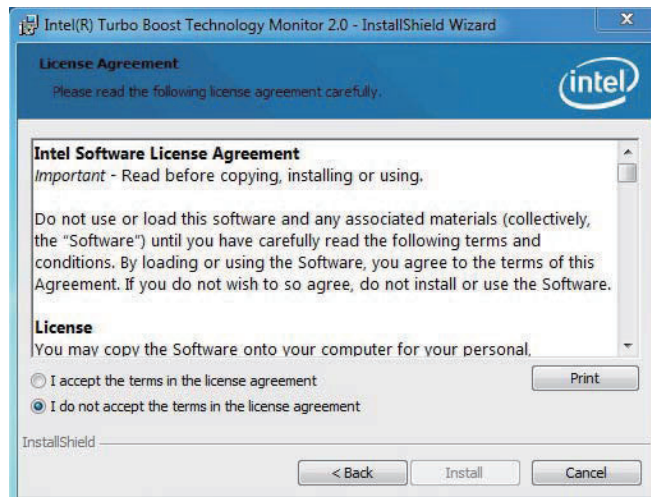 Intel(R) Turbo Boost Technology Monitor 2.0 - InstallShield Wizard
X
License Agreement
Please read the following license agreement carefully.
intel
Intel Software License Agreement
Important - Read before copying, installing or using.
Do not use or load this software and any associated materials (collectively,
the "Software") until you have carefully read the following terms and
conditions. By loading or using the Software, you agree to the terms of this
Agreement. If you do not wish to so agree, do not install or use the Software.
License
You may copy the Software onto your computer for your personal,
I accept the terms in the license agreement
Print
I do not accept the terms in the license agreement
InstallShield
< Back
Install
Cancel